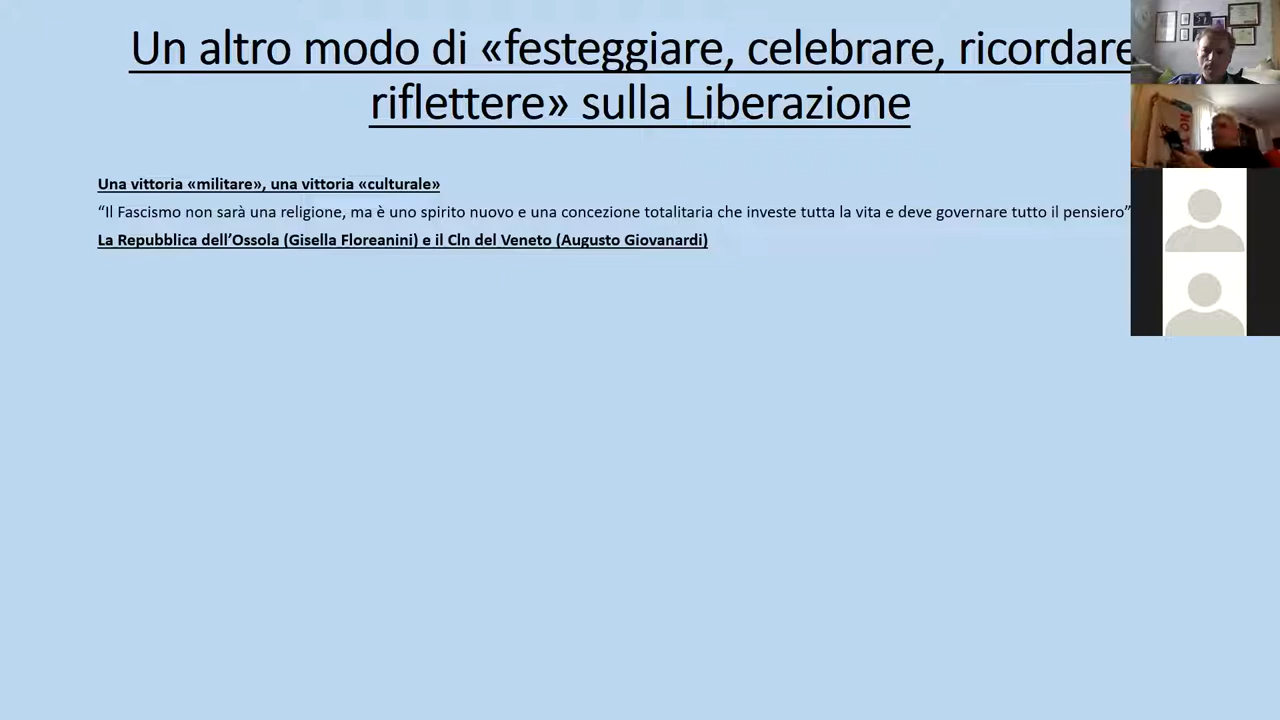 Un altro modo di «festeggiare, celebrare, ricordare
riflettere» sulla Liberazione
Una vittoria «militare», una vittoria «culturale»
“Il Fascismo non sarà una religione, ma è uno spirito nuovo e una concezione totalitaria che investe tutta la vita e deve governare tutto il pensiero”
La Repubblica dell’Ossola (Gisella Floreanini) e il Cln del Veneto (Augusto Giovanardi)